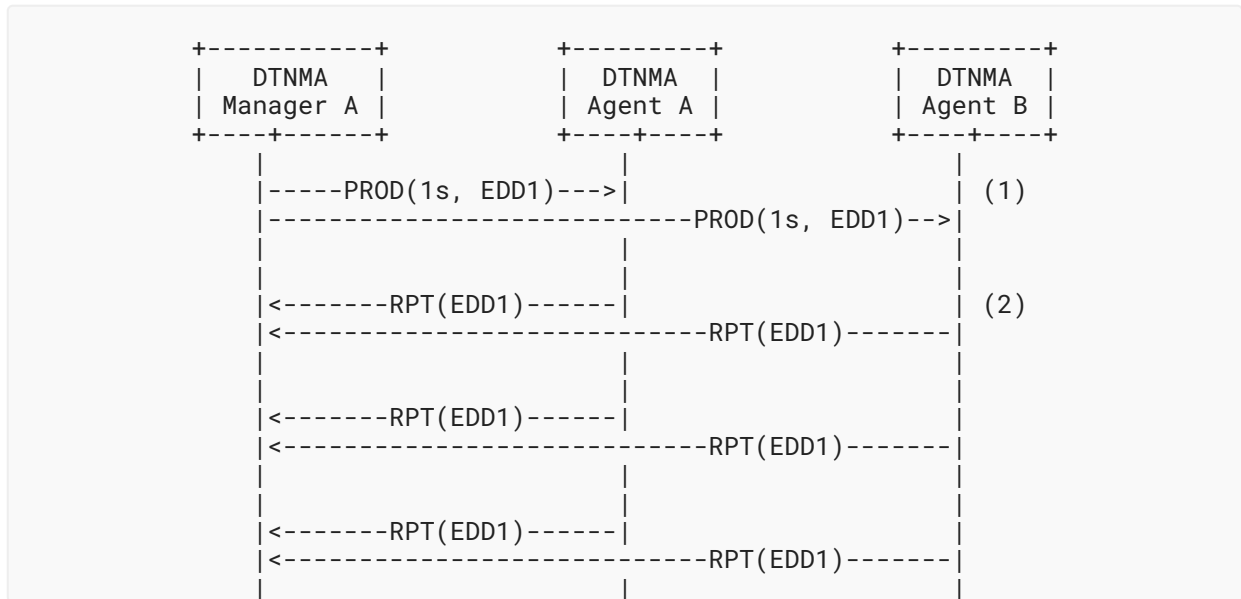 +-----------+             +---------+             +---------+
|   DTNMA   |             |  DTNMA  |             |  DTNMA  |
| Manager A |             | Agent A |             | Agent B |
+----+------+             +----+----+             +----+----+
     |                         |                       |
     |-----PROD(1s, EDD1)--->|                       | (1)
     |----------------------------PROD(1s, EDD1)-->|
     |                         |                       |
     |                         |                       |
     |<-------RPT(EDD1)------|                       | (2)
     |<----------------------------RPT(EDD1)-------|
     |                         |                       |
     |                         |                       |
     |<-------RPT(EDD1)------|                       |
     |<----------------------------RPT(EDD1)-------|
     |                         |                       |
     |                         |                       |
     |<-------RPT(EDD1)------|                       |
     |<----------------------------RPT(EDD1)-------|
     |                         |                       |